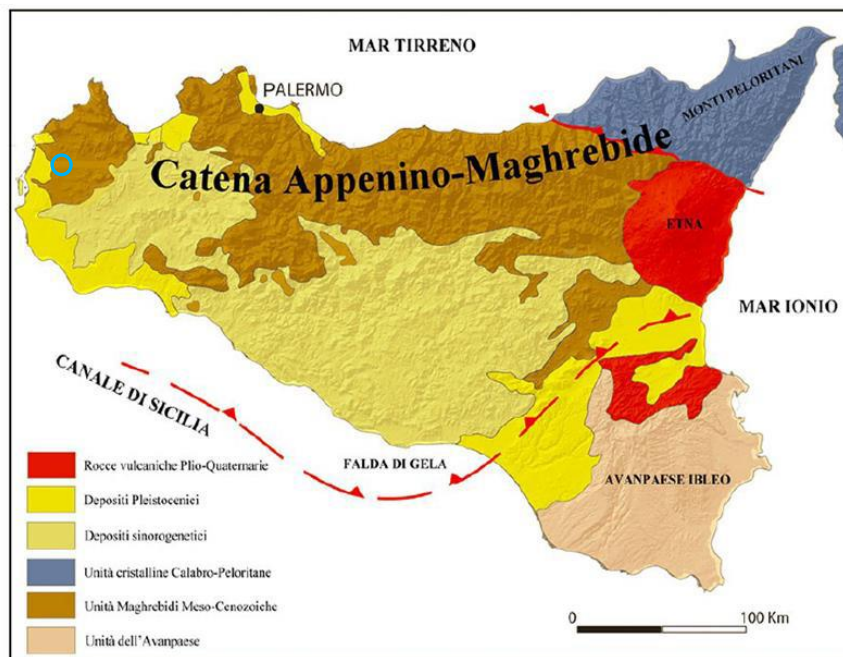 MAR TIRRENO
PALERMO
MONTI PELORITANI
Catena Appenino-Maghrebide
ETNA
MAR IONIO
CANALE DI SICILIA
FALDA DI GELA
AVANPAESE IBLEO
Rocce vulcaniche Plio-Quaternarie
Depositi Pleistocenici
Depositi sinorogenetici
Unità cristalline Calabro-Peloritane
Unità Maghrebidi Meso-Cenozoiche
Unità dell'Avanpaese
0 100 Km